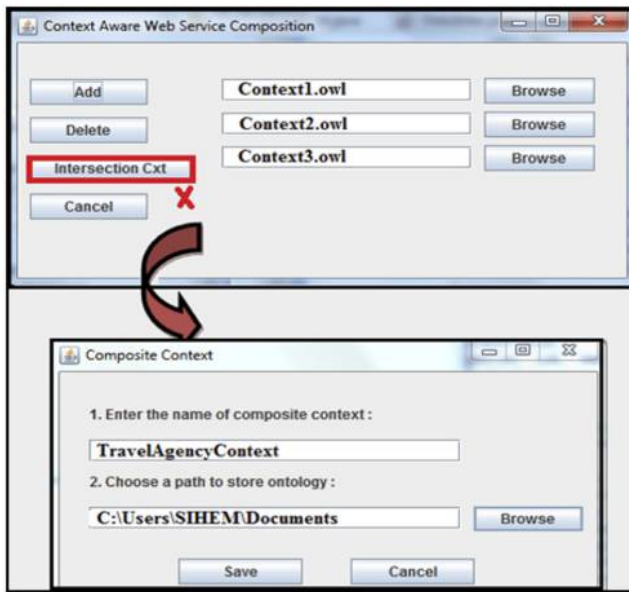 Context Aware Web Service Composition
Add
Context1.owl
Browse
Delete
Context2.owl
Browse
Intersection Cxt
Context3.owl
Browse
Cancel
X
Composite Context
1. Enter the name of composite context :
TravelAgencyContext
2. Choose a path to store ontology :
C:\Users\SIHEM\Documents
Browse
Save
Cancel